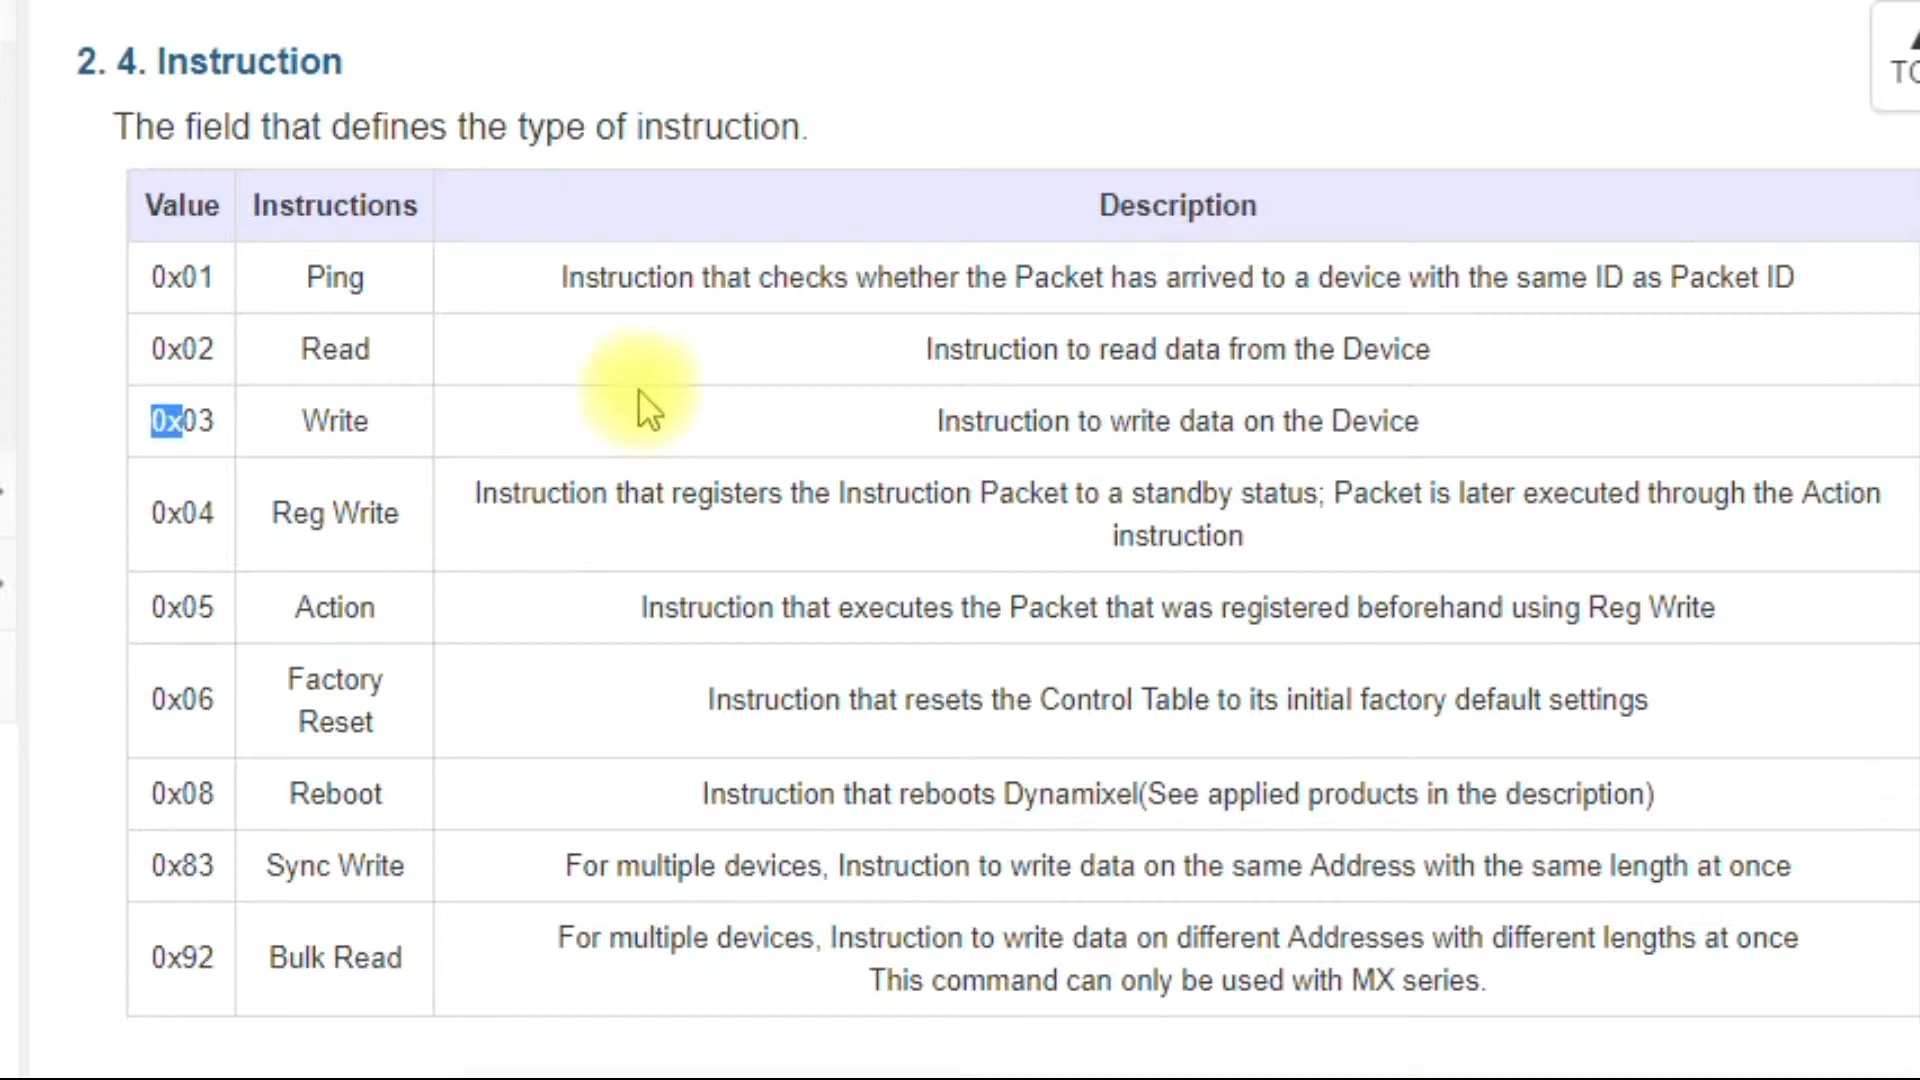 2. 4. Instruction
The field that defines the type of instruction.
Value Instructions Description
0x01 Ping Instruction that checks whether the Packet has arrived to a device with the same ID as Packet ID
0x02 Read Instruction to read data from the Device
0x03 Write Instruction to write data on the Device
0x04 Reg Write Instruction that registers the Instruction Packet to a standby status; Packet is later executed through the Action
instruction
0x05 Action Instruction that executes the Packet that was registered beforehand using Reg Write
0x06 Factory
Reset Instruction that resets the Control Table to its initial factory default settings
0x08 Reboot Instruction that reboots Dynamixel(See applied products in the description)
0x83 Sync Write For multiple devices, Instruction to write data on the same Address with the same length at once
0x92 Bulk Read For multiple devices, Instruction to write data on different Addresses with different lengths at once
This command can only be used with MX series.